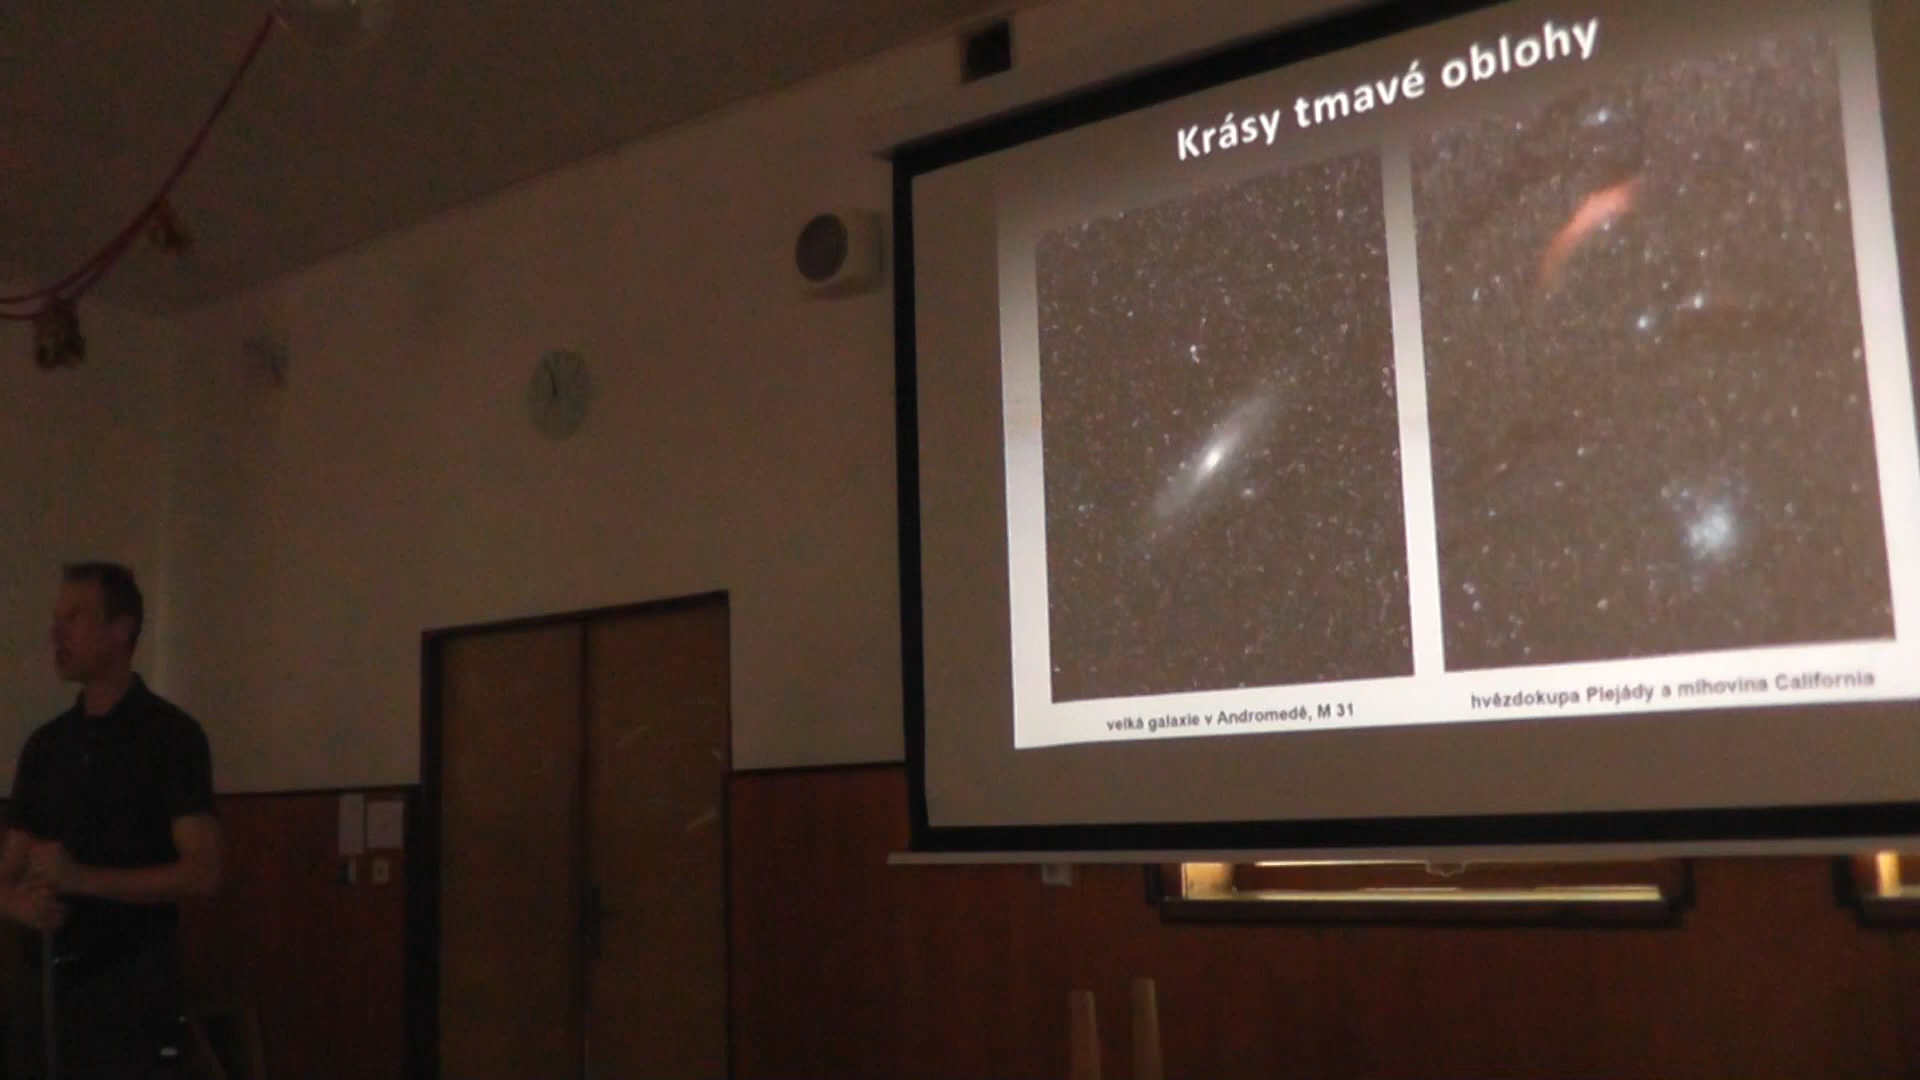 Krásy tmavé oblohy
velká galaxie v Andromedě, M 31
hvězdokupa Plejády a mlhovina California